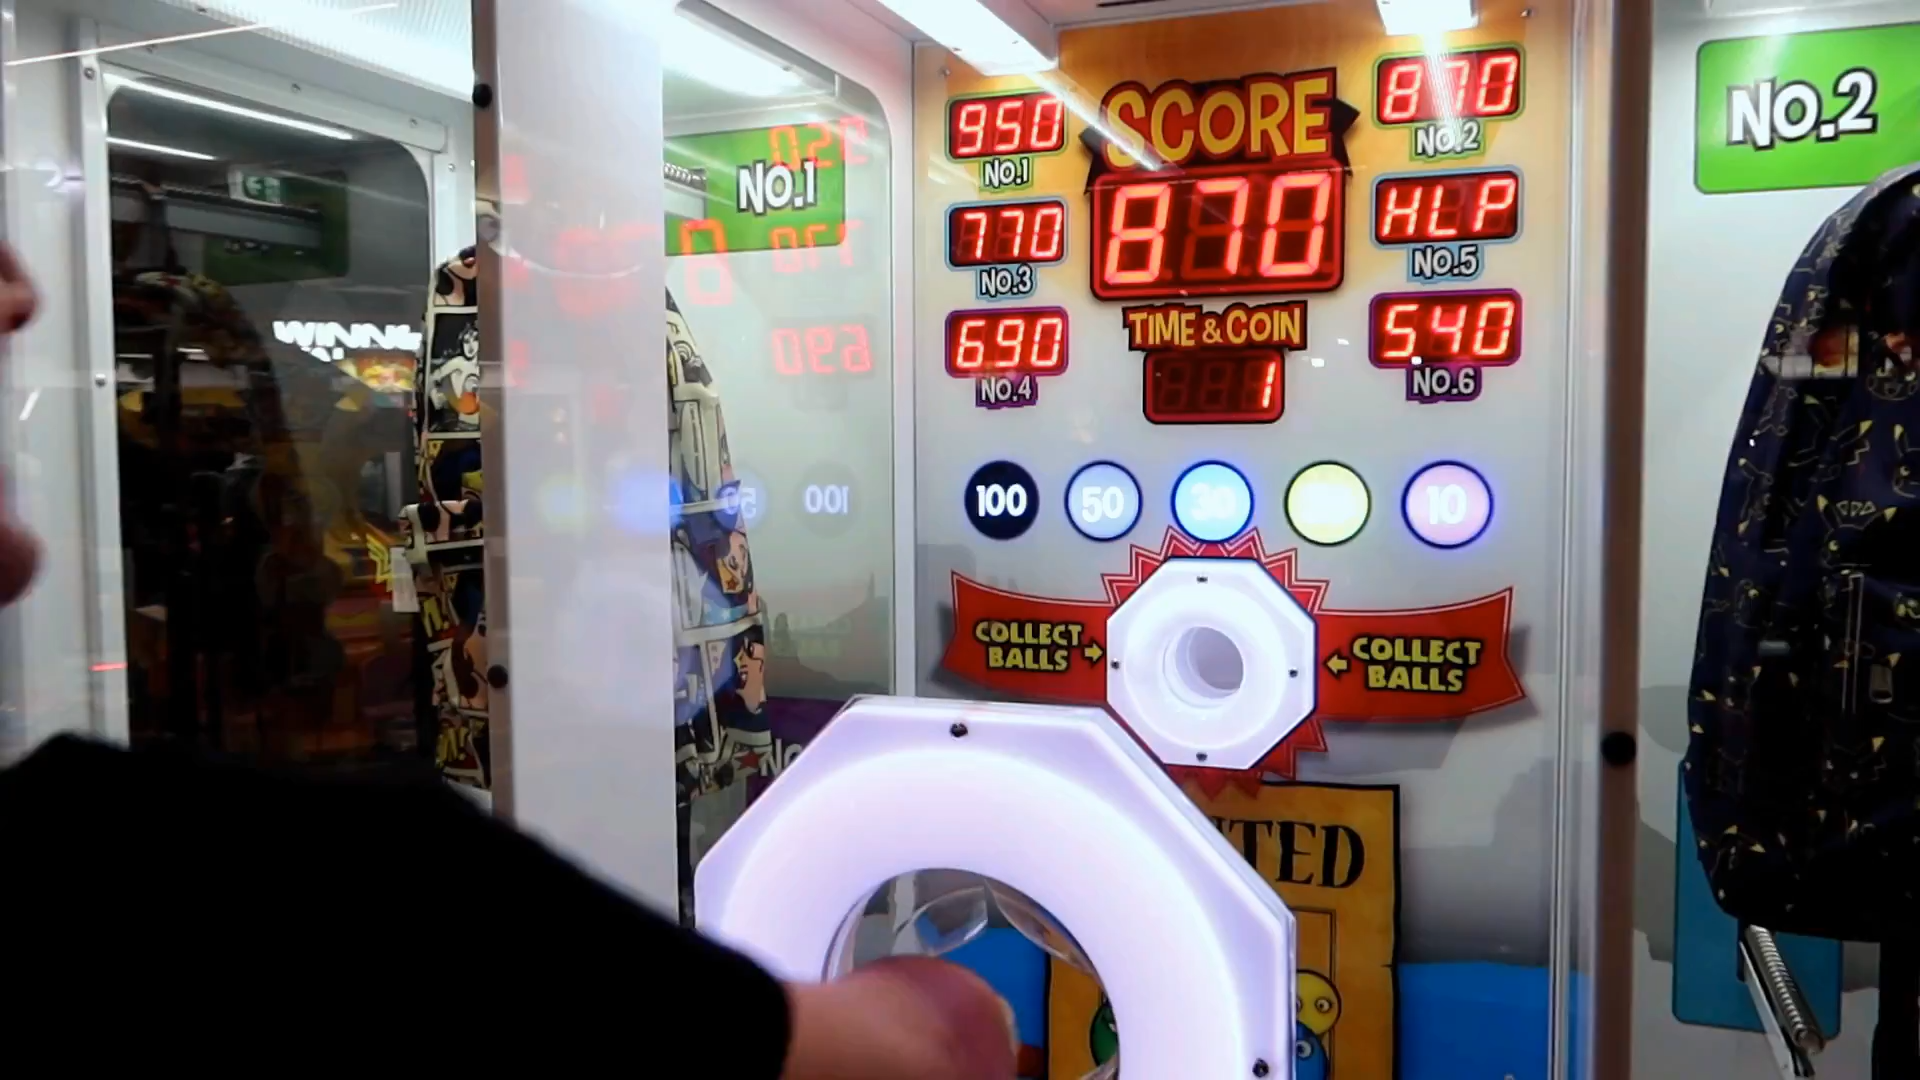 NO.1
950
NO.1
770
NO.3
690
NO.4
SCORE
870
TIME & COIN
1
870
NO.2
HLP
NO.5
540
NO.6
NO.2
100
50
30
10
COLLECT
BALLS
COLLECT
BALLS